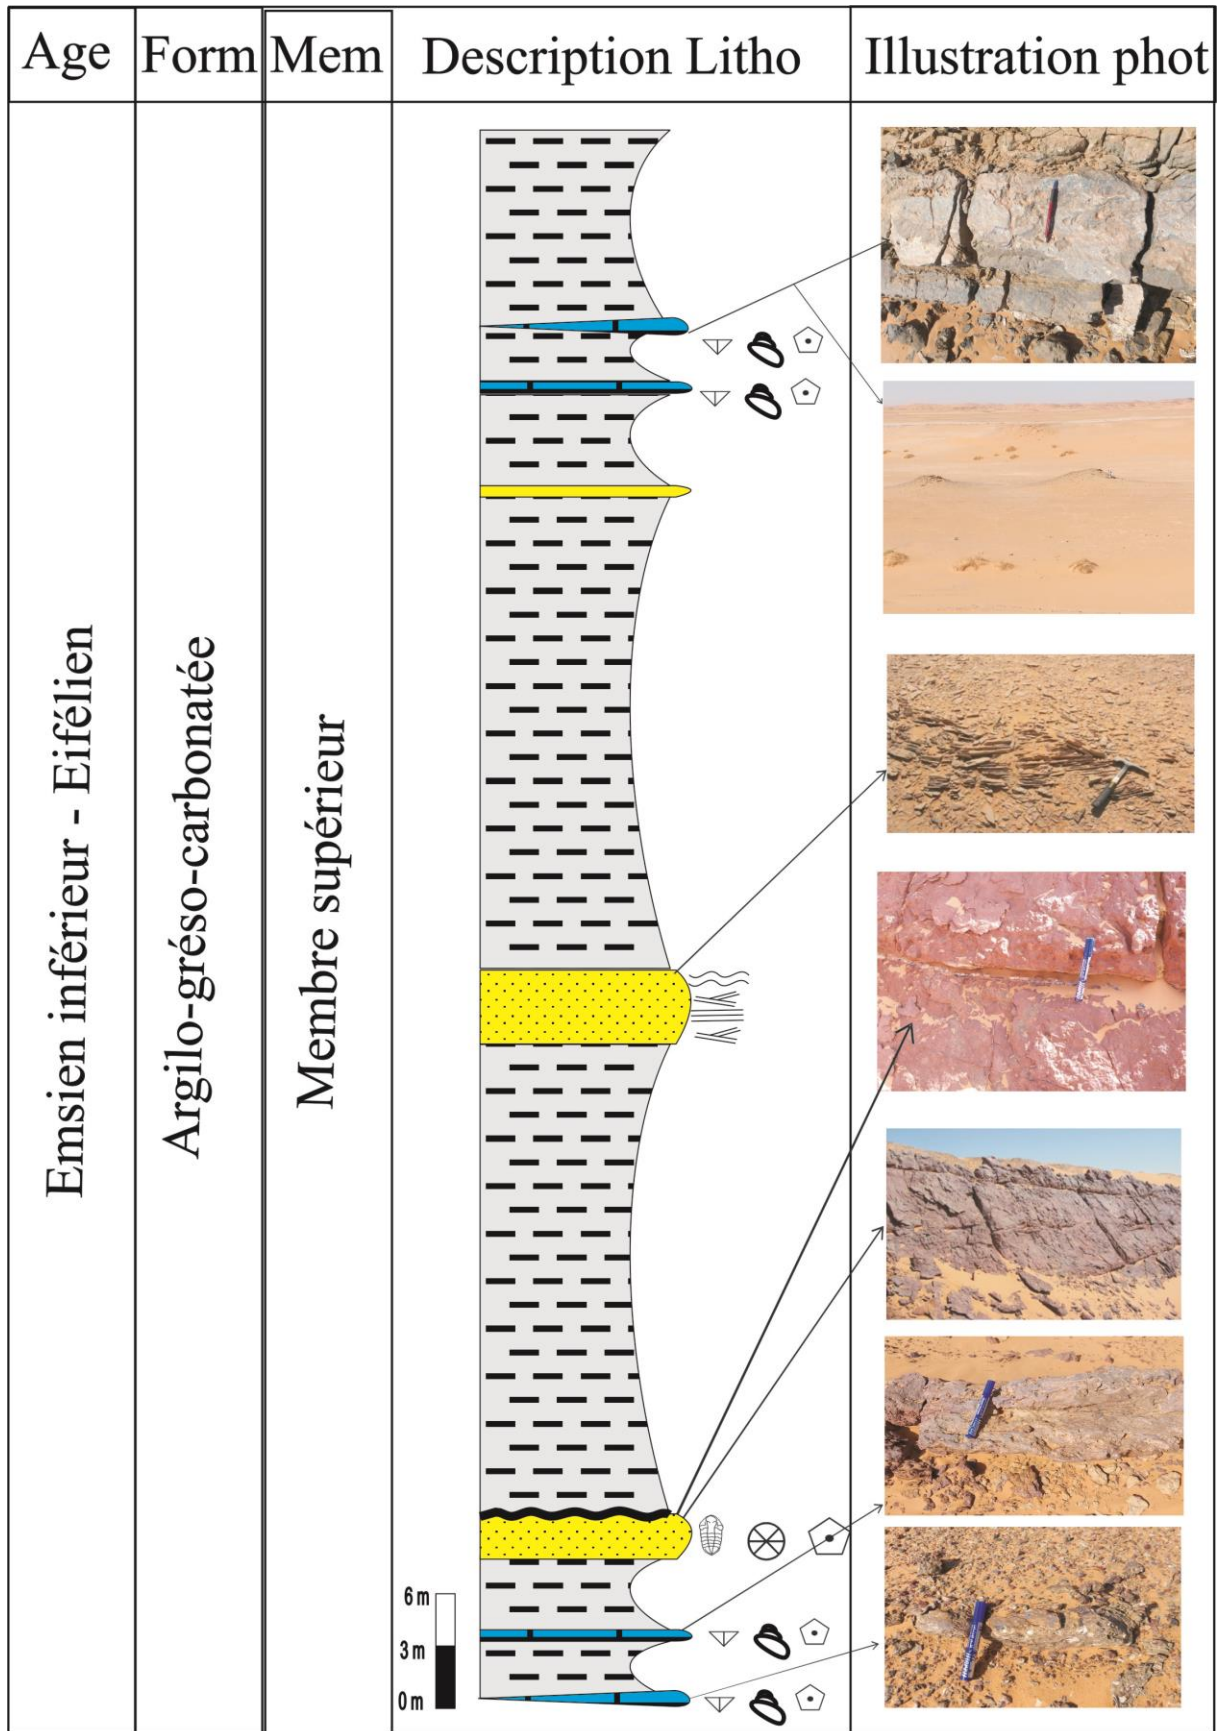 Age
Form
Mem
Description Litho
Illustration phot
Emsien inférieur - Eifélien
Argilo-gréso-carbonatée
Membre supérieur
6 m
3 m
0 m